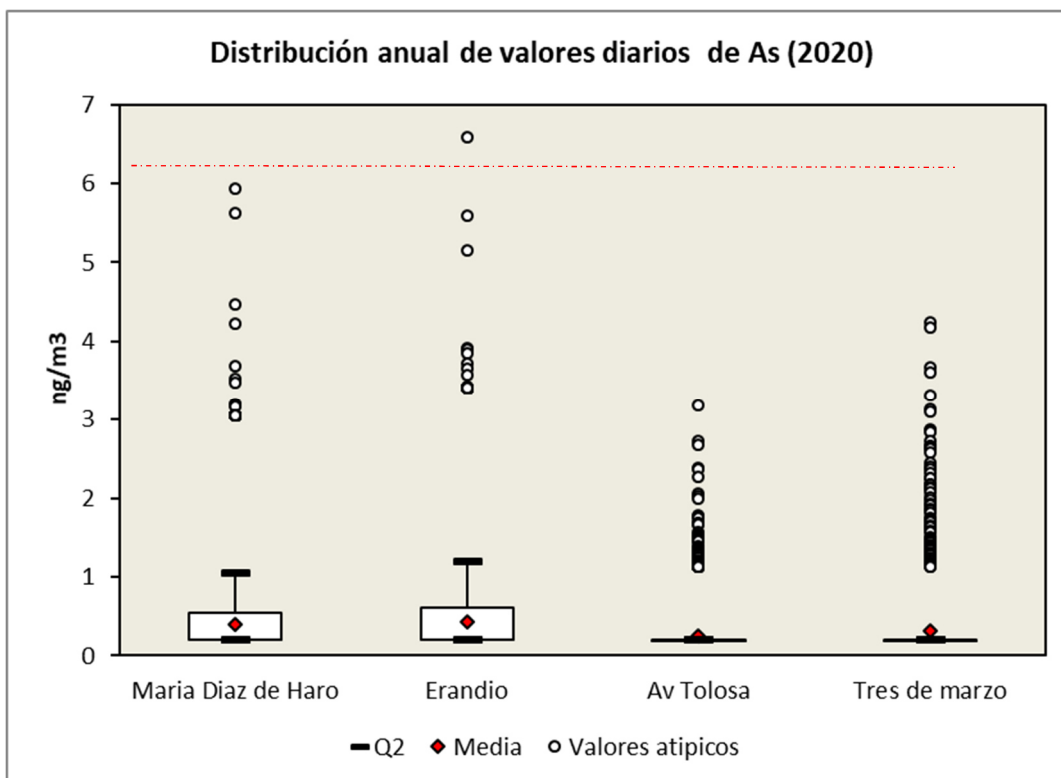 Distribución anual de valores diarios de As (2020)
7
6
5
4
3
2
1
0
ng/m3
Maria Diaz de Haro Erandio Av Tolosa Tres de marzo
Q2 Media Valores atipicos